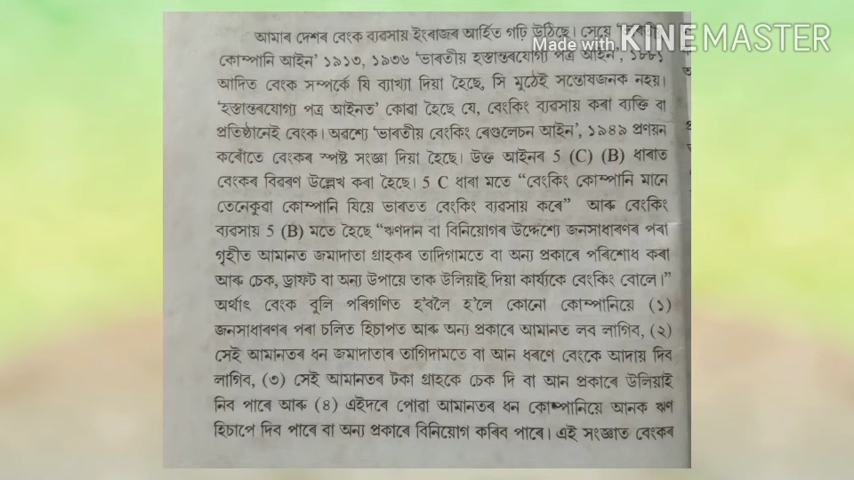 আমাৰ দেশৰ বেংক ব্যৱসায় ইংৰাজৰ আৰ্হিত গঢ়ি উঠিছে। সেয়ে
Made with KINEMASTER
কোম্পানি আইন' ১৯১৩, ১৯৩৬ 'ভাৰতীয় হস্তান্তৰযোগ্য পত্ৰ আইন', ১৮৮১
আদিত বেংক সম্পৰ্কে যি ব্যাখ্যা দিয়া হৈছে, সি মুঠেই সন্তোষজনক নহয়।
'হস্তান্তৰযোগ্য পত্ৰ আইনত' কোৱা হৈছে যে, বেংকিং ব্যৱসায় কৰা ব্যক্তি বা
প্ৰতিষ্ঠানেই বেংক। অৱশ্যে 'ভাৰতীয় বেংকিং ৰেগুলেচন আইন', ১৯৪৯ প্ৰণয়ন
কৰোঁতে বেংকৰ স্পষ্ট সংজ্ঞা দিয়া হৈছে। উক্ত আইনৰ 5 (C) (B) ধাৰাত
বেংকৰ বিৱৰণ উল্লেখ কৰা হৈছে। 5 C ধাৰা মতে “বেংকিং কোম্পানি মানে
তেনেকুৱা কোম্পানি যিয়ে ভাৰতত বেংকিং ব্যৱসায় কৰে” আৰু বেংকিং
ব্যৱসায় 5 (B) মতে হৈছে “ঋণদান বা বিনিয়োগৰ উদ্দেশ্যে জনসাধাৰণৰ পৰা
গৃহীত আমানত জমাদাতা গ্ৰাহকৰ তাদিগামতে বা অন্য প্ৰকাৰে পৰিশোধ কৰা
আৰু চেক, ড্ৰাফট বা অন্য উপায়ে তাক উলিয়াই দিয়া কাৰ্য্যকে বেংকিং বোলে।”
অৰ্থাৎ বেংক বুলি পৰিগণিত হ'বলৈ হ'লে কোনো কোম্পানিয়ে (১)
জনসাধাৰণৰ পৰা চলিত হিচাপত আৰু অন্য প্ৰকাৰে আমানত লব লাগিব, (২)
সেই আমানতৰ ধন জমাদাতাৰ তাগিদামতে বা আন ধৰণে বেংকে আদায় দিব
লাগিব, (৩) সেই আমানতৰ টকা গ্ৰাহকে চেক দি বা আন প্ৰকাৰে উলিয়াই
নিব পাৰে আৰু (৪) এইদৰে পোৱা আমানতৰ ধন কোম্পানিয়ে আনক ঋণ
হিচাপে দিব পাৰে বা অন্য প্ৰকাৰে বিনিয়োগ কৰিব পাৰে। এই সংজ্ঞাত বেংকৰ